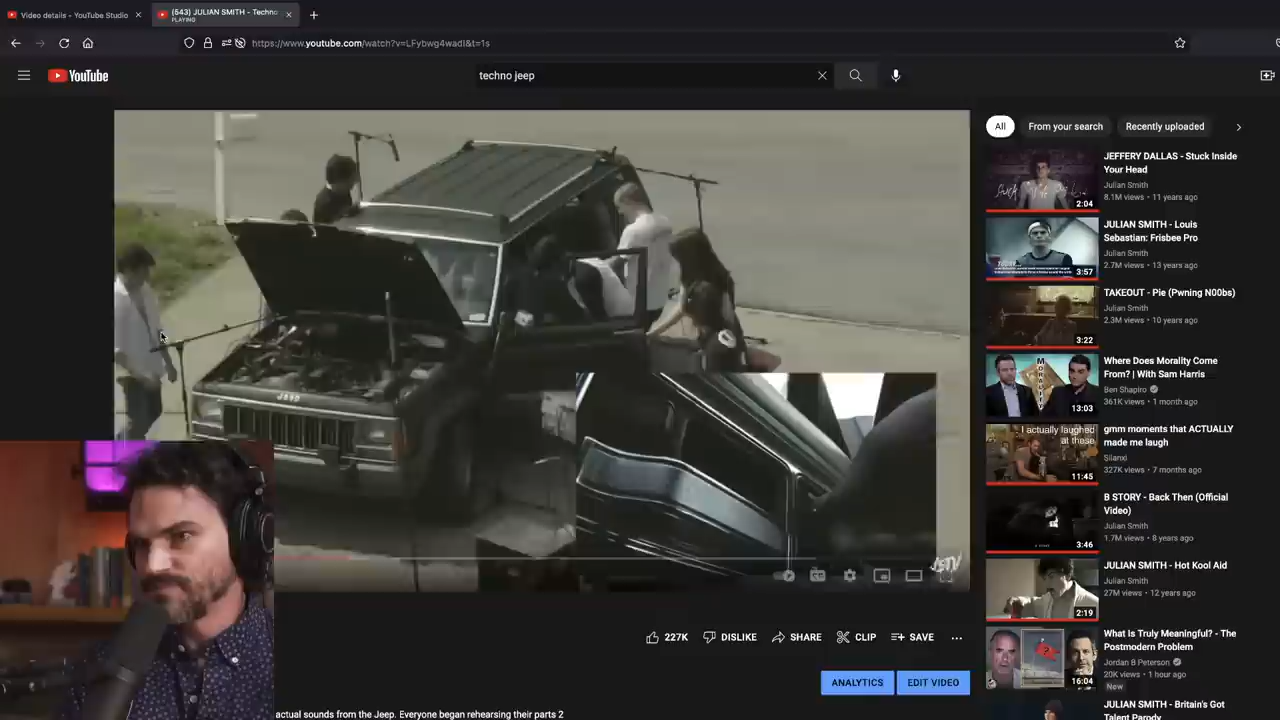 Video details - YouTube Studio
(543) JULIAN SMITH - Techno
PLAYING
https://www.youtube.com/watch?v=LFybwg4wadI&t=1s
YouTube
techno jeep
All
From your search
Recently uploaded
JEEP
JEFFERY DALLAS - Stuck Inside
Your Head
Julian Smith
8.1M views • 11 years ago
2:04
JULIAN SMITH - Louis
Sebastian: Frisbee Pro
Julian Smith
2.7M views • 13 years ago
3:57
TAKEOUT - Pie (Pwning N00bs)
Julian Smith
2.3M views • 10 years ago
3:22
MORALITY
Where Does Morality Come
From? | With Sam Harris
Ben Shapiro
361K views • 1 month ago
13:03
I actually laughed
at these
gmm moments that ACTUALLY
made me laugh
Silanxi
327K views • 7 months ago
11:45
B STORY - Back Then (Official
Video)
Julian Smith
1.7M views • 8 years ago
3:46
JULIAN SMITH - Hot Kool Aid
Julian Smith
27M views • 12 years ago
2:19
What Is Truly Meaningful? - The
Postmodern Problem
Jordan B Peterson
20K views • 1 hour ago
New
16:04
JULIAN SMITH - Britain's Got
Talent Parody
227K
DISLIKE
SHARE
CLIP
SAVE
ANALYTICS
EDIT VIDEO
actual sounds from the Jeep. Everyone began rehearsing their parts 2